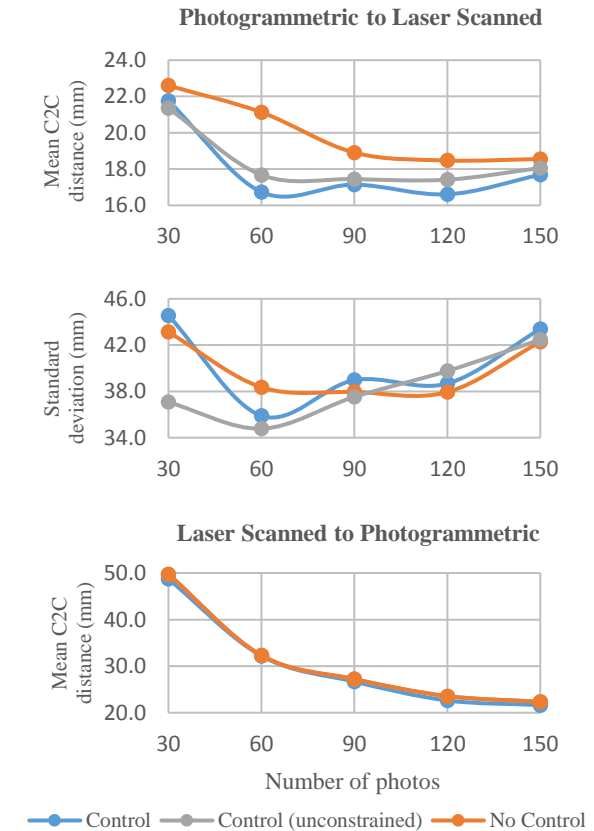 Photogrammetric to Laser Scanned
Mean C2C
distance (mm)
24.0
22.0
20.0
18.0
16.0
30 60 90 120 150
Standard
deviation (mm)
46.0
42.0
38.0
34.0
30 60 90 120 150
Laser Scanned to Photogrammetric
Mean C2C
distance (mm)
50.0
40.0
30.0
20.0
30 60 90 120 150
Number of photos
Control Control (unconstrained) No Control